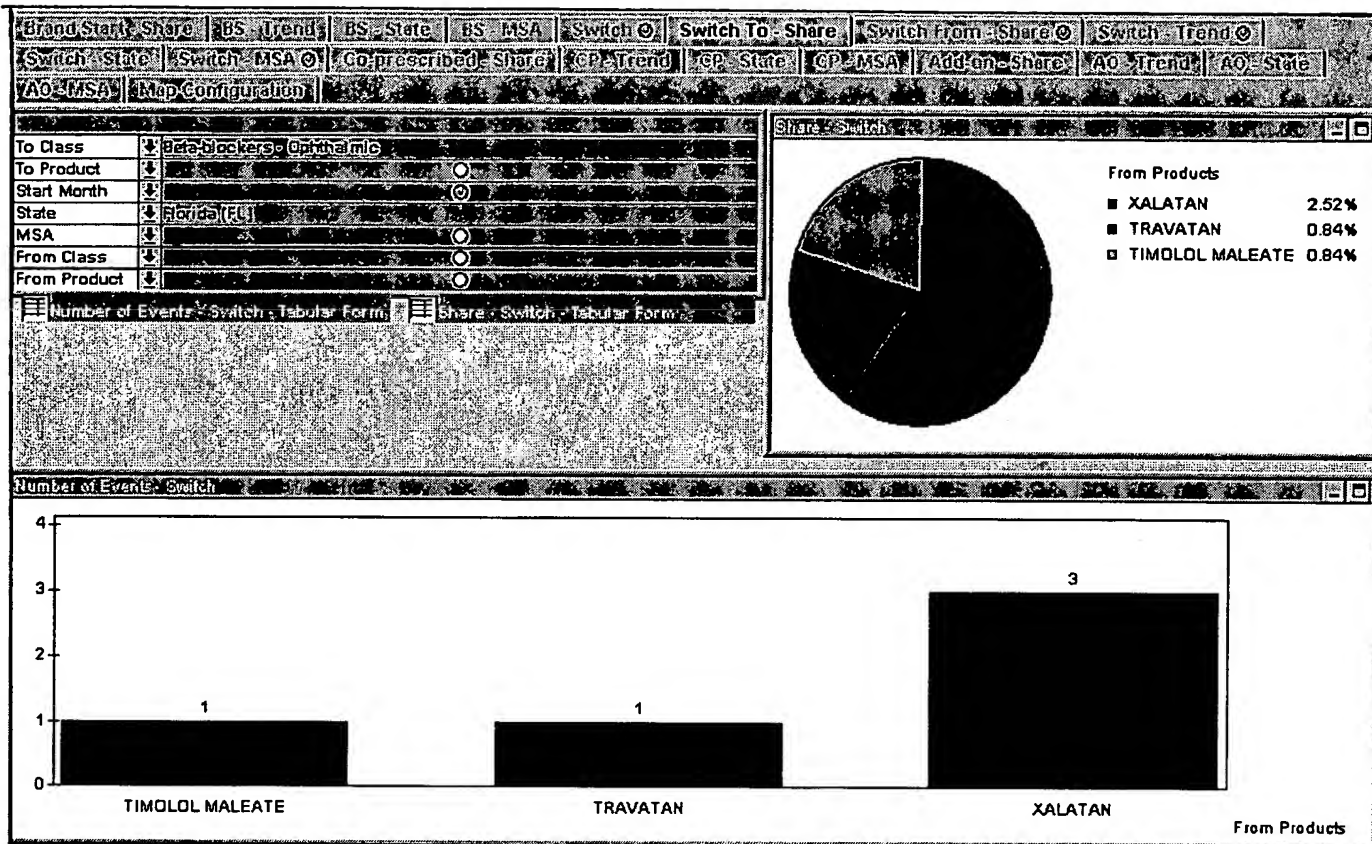 Brand Start - Share BS - Trend BS - State BS - MSA Switch Switch To - Share Switch From - Share Switch - Trend
Switch - State Switch - MSA Co-prescribed - Share CP - Trend CP - State CP - MSA Add-on - Share AO - Trend AO - State
AO - MSA Map Configuration
To Class Beta-blockers - Ophthalmic
To Product
Start Month
State Florida (FL)
MSA
From Class
From Product
Number of Events - Switch - Tabular Form Share - Switch - Tabular Form
Share - Switch
From Products
XALATAN 2.52%
TRAVATAN 0.84%
TIMOLOL MALEATE 0.84%
Number of Events - Switch
4
3
2
1
0
1
1
3
TIMOLOL MALEATE TRAVATAN XALATAN
From Products